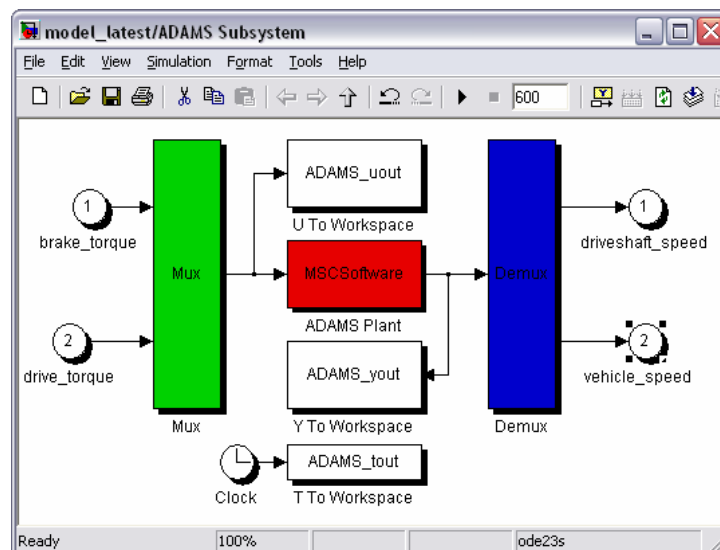 model_latest/ADAMS Subsystem
File Edit View Simulation Format Tools Help
600
ADAMS_uout
U To Workspace
1
brake_torque
1
driveshaft_speed
Mux
MSCSoftware
Demux
ADAMS Plant
2
drive_torque
ADAMS_yout
2
vehicle_speed
Mux
Y To Workspace
Demux
ADAMS_tout
Clock
T To Workspace
Ready 100% ode23s